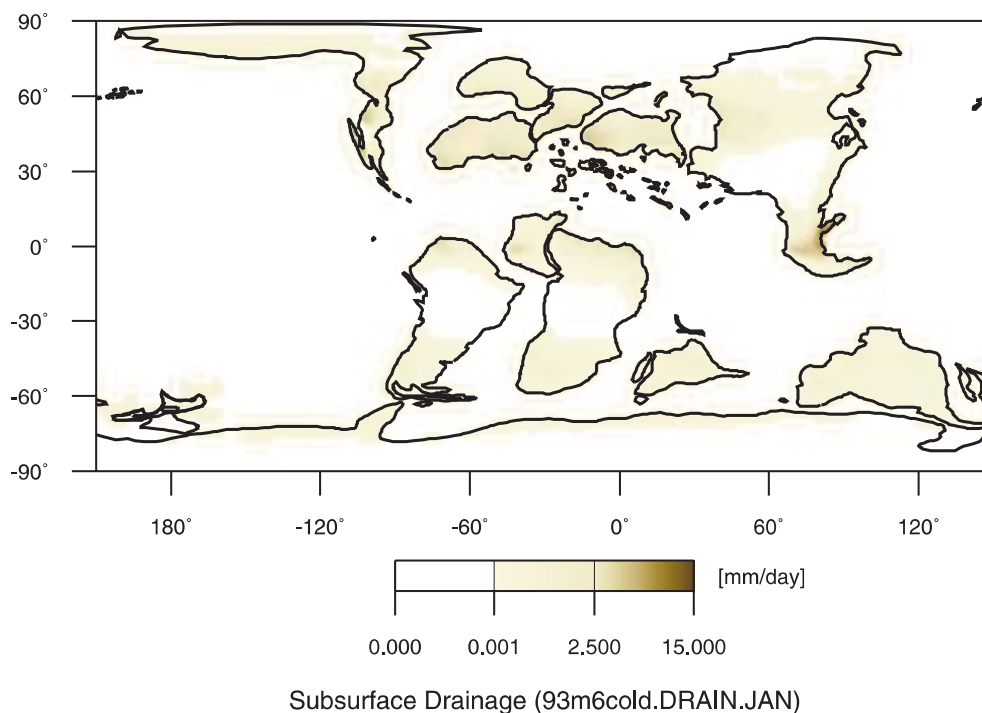 90˚
60˚
30˚
0˚
-30˚
-60˚
-90˚
180˚ -120˚ -60˚ 0˚ 60˚ 120˚
[mm/day]
0.000 0.001 2.500 15.000
Subsurface Drainage (93m6cold.DRAIN.JAN)